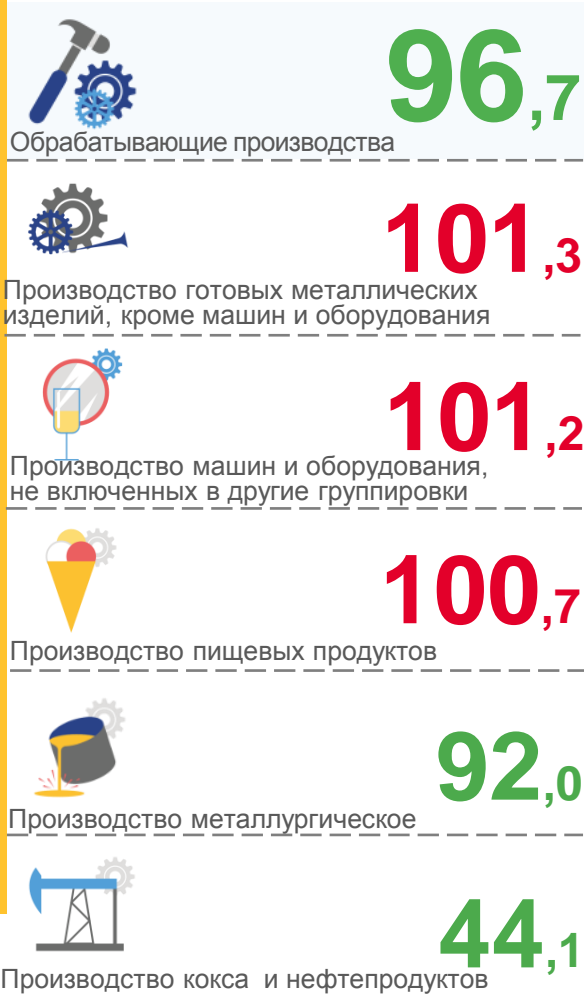 96,7
Обрабатывающие производства
101,3
Производство готовых металлических
изделий, кроме машин и оборудования
101,2
Производство машин и оборудования,
не включенных в другие группировки
100,7
Производство пищевых продуктов
92,0
Производство металлургическое
44,1
Производство кокса и нефтепродуктов